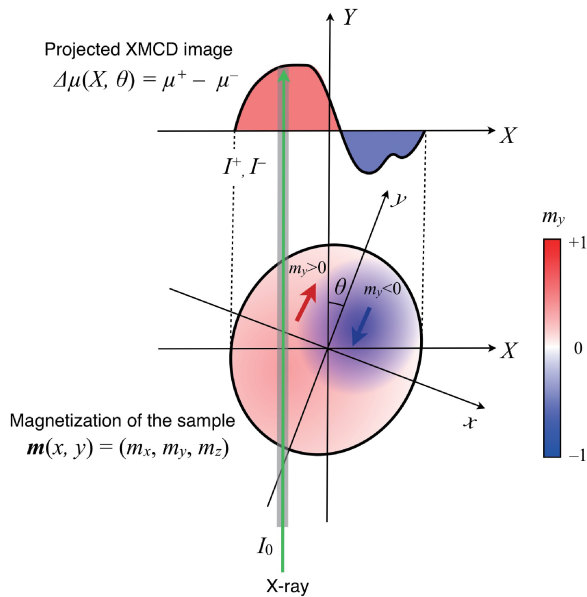 Y
Projected XMCD image
Δμ(X, θ) = μ⁺ − μ⁻
X
I⁺, I⁻
y
m_y
+1
m_y>0
θ
m_y<0
0
X
x
Magnetization of the sample
m(x, y) = (m_x, m_y, m_z)
−1
I₀
X-ray